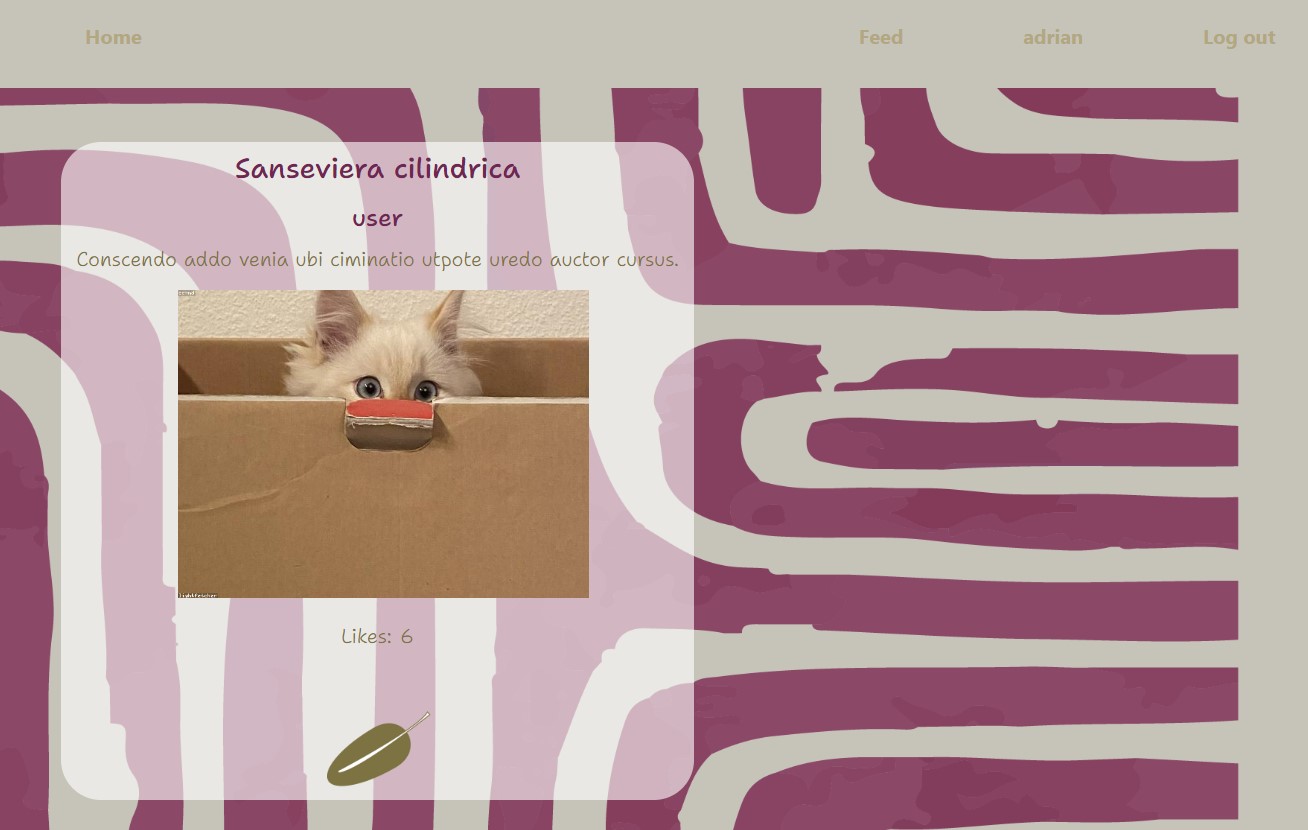 Home
Feed
adrian
Log out
Sanseviera cilindrica
user
Conscendo addo venia ubi ciminatio utpote uredo auctor cursus.
Likes: 6